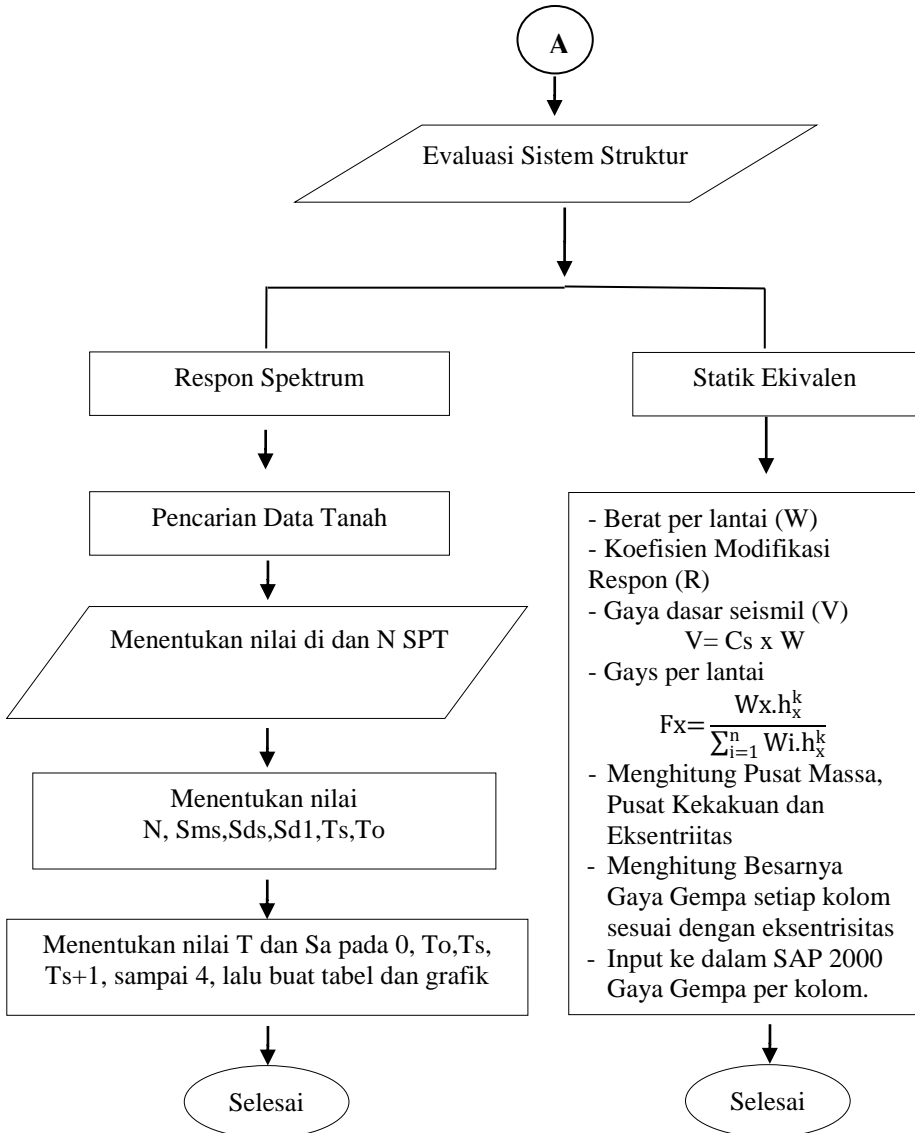 A
Evaluasi Sistem Struktur
Respon Spektrum
Pencarian Data Tanah
Menentukan nilai di dan N SPT
Menentukan nilai
N, Sms,Sds,Sd1,Ts,To
Menentukan nilai T dan Sa pada 0, To,Ts,
Ts+1, sampai 4, lalu buat tabel dan grafik
Selesai
Statik Ekivalen
- Berat per lantai (W)
- Koefisien Modifikasi
Respon (R)
- Gaya dasar seismil (V)
V= Cs x W
- Gays per lantai
Fx= \frac{Wx.h_x^k}{\sum_{i=1}^n Wi.h_x^k}
- Menghitung Pusat Massa,
Pusat Kekakuan dan
Eksentriitas
- Menghitung Besarnya
Gaya Gempa setiap kolom
sesuai dengan eksentrisitas
- Input ke dalam SAP 2000
Gaya Gempa per kolom.
Selesai